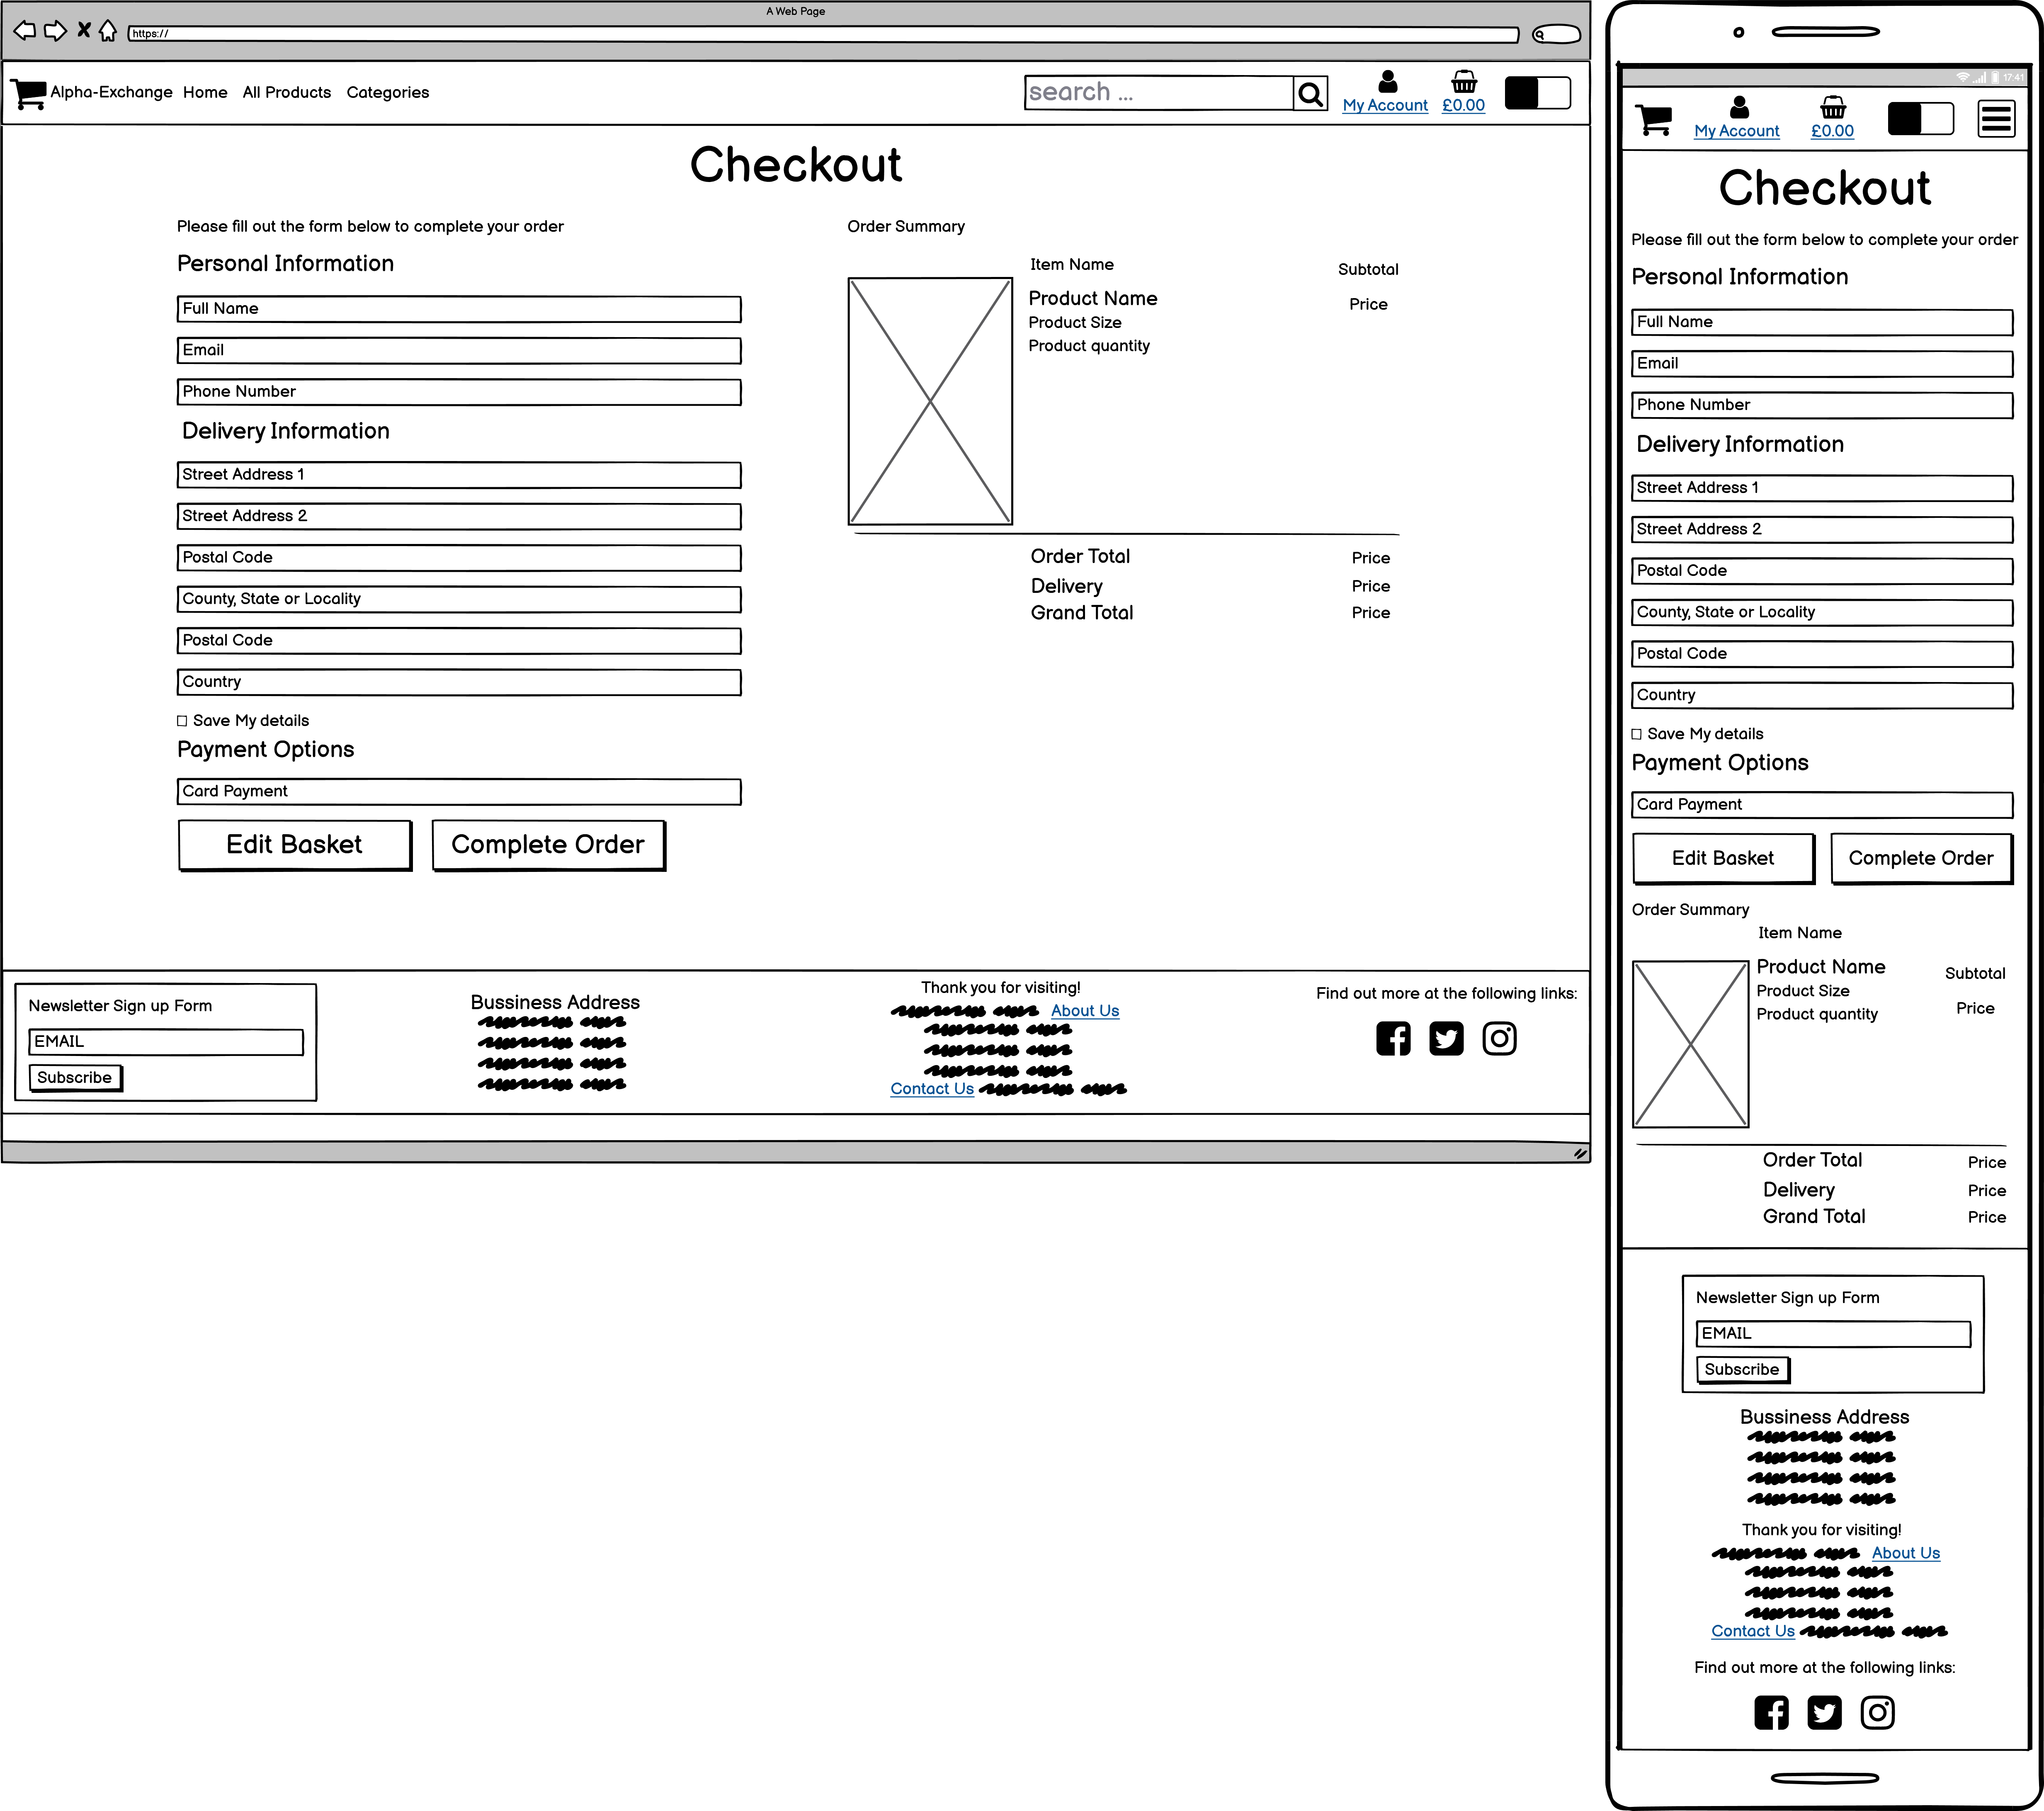 A Web Page
https://
Alpha-Exchange Home All Products Categories search ... My Account £0.00
Checkout
Please fill out the form below to complete your order
Personal Information
Full Name
Email
Phone Number
Delivery Information
Street Address 1
Street Address 2
Postal Code
County, State or Locality
Postal Code
Country
Save My details
Payment Options
Card Payment
Edit Basket Complete Order
Order Summary
Item Name Subtotal
Product Name Price
Product Size
Product quantity
Order Total Price
Delivery Price
Grand Total Price
Newsletter Sign up Form
EMAIL
Subscribe
Bussiness Address
Thank you for visiting!
About Us
Contact Us
Find out more at the following links:
17:41
My Account £0.00
Checkout
Please fill out the form below to complete your order
Personal Information
Full Name
Email
Phone Number
Delivery Information
Street Address 1
Street Address 2
Postal Code
County, State or Locality
Postal Code
Country
Save My details
Payment Options
Card Payment
Edit Basket Complete Order
Order Summary
Item Name
Product Name Subtotal
Product Size
Product quantity Price
Order Total Price
Delivery Price
Grand Total Price
Newsletter Sign up Form
EMAIL
Subscribe
Bussiness Address
Thank you for visiting!
About Us
Contact Us
Find out more at the following links: